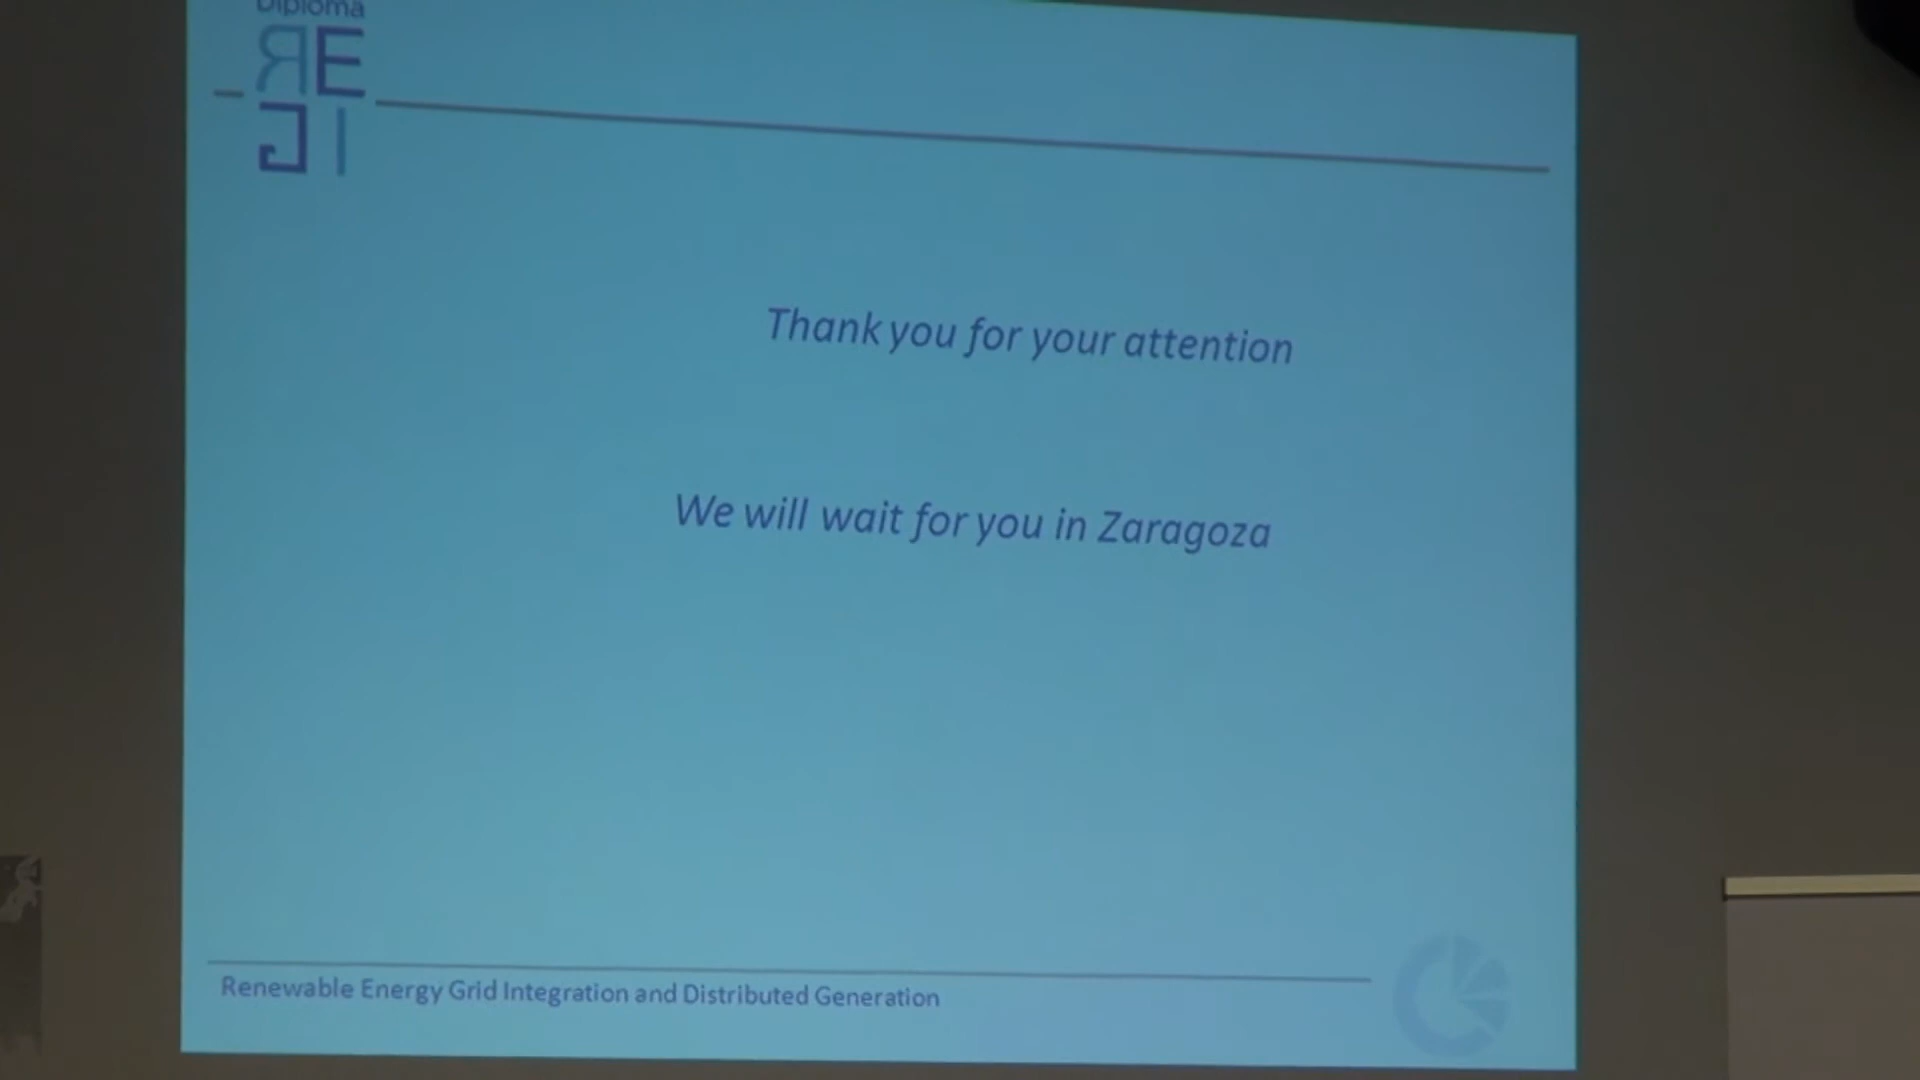 Diploma
RE
GI
Thank you for your attention
We will wait for you in Zaragoza
Renewable Energy Grid Integration and Distributed Generation